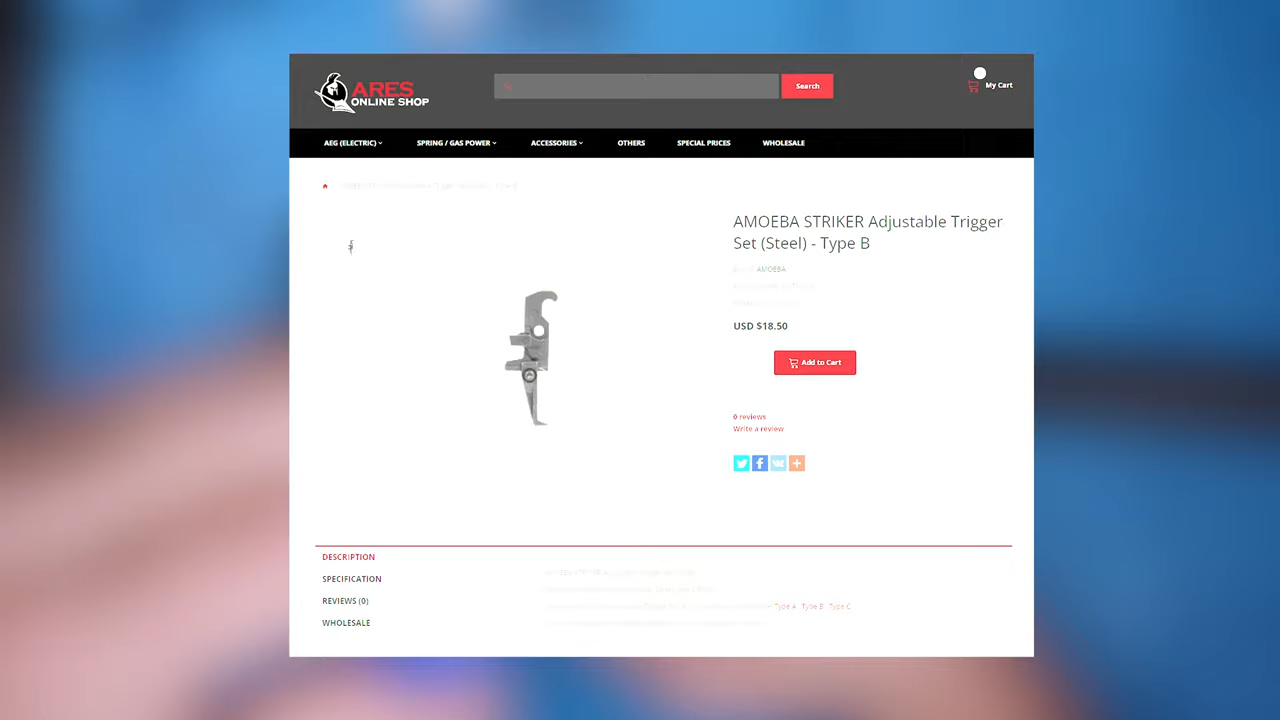 ARES
ONLINE SHOP
Search
My Cart
AEG (ELECTRIC)
SPRING / GAS POWER
ACCESSORIES
OTHERS
SPECIAL PRICES
WHOLESALE
AMOEBA STRIKER Adjustable Trigger
Set (Steel) - Type B
AMOEBA
USD $18.50
Add to Cart
0 reviews
Write a review
DESCRIPTION
SPECIFICATION
REVIEWS (0)
WHOLESALE
Type A Type B Type C